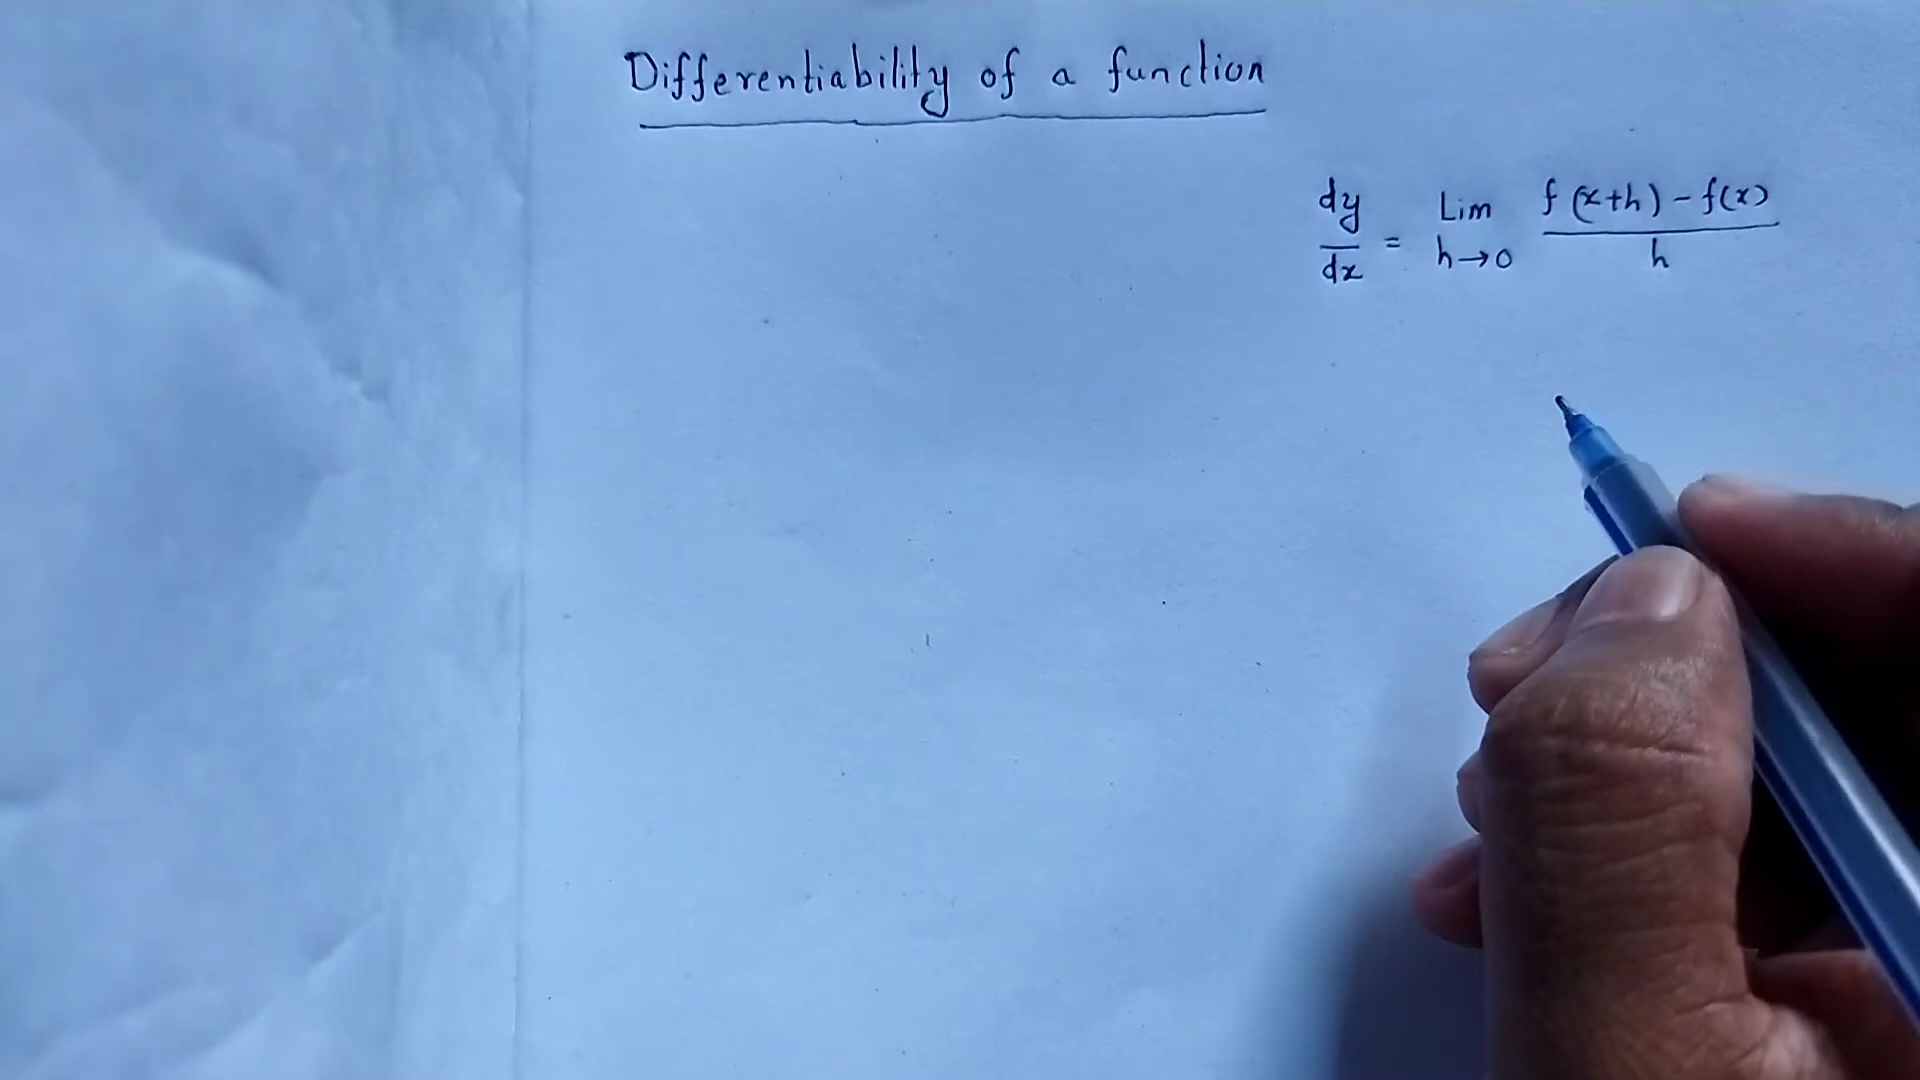 Differentiability of a function
dy/dx = Lim h→0 f(x+h)-f(x)/h